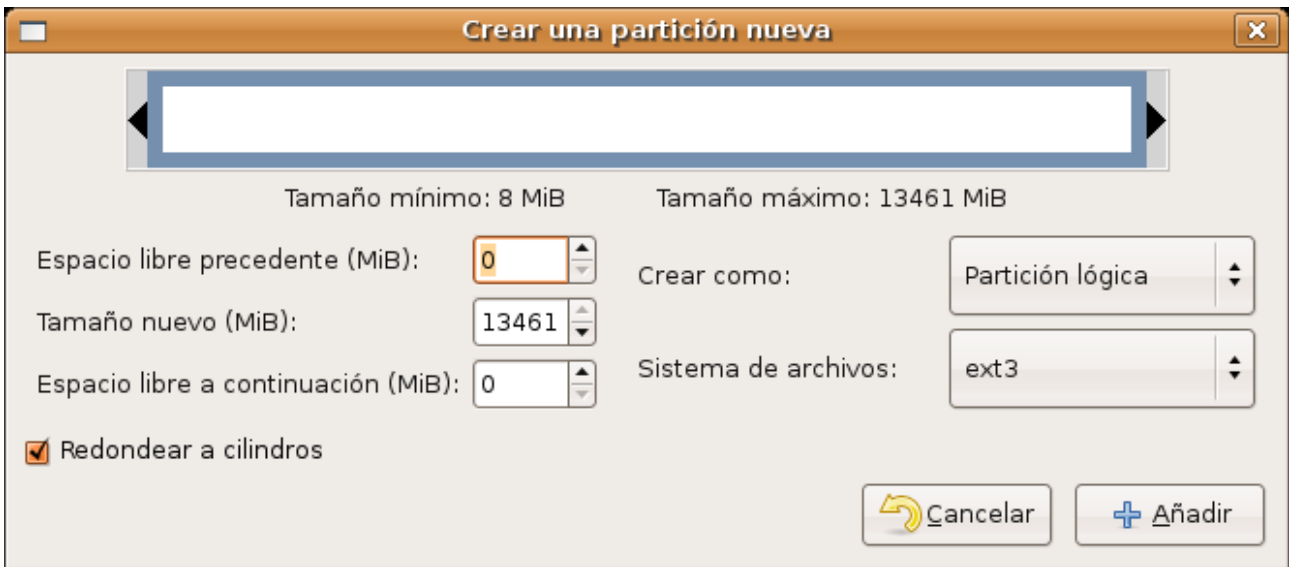 Crear una partición nueva
Tamaño mínimo: 8 MiB Tamaño máximo: 13461 MiB
Espacio libre precedente (MiB): 0
Tamaño nuevo (MiB): 13461
Espacio libre a continuación (MiB): 0
Crear como: Partición lógica
Sistema de archivos: ext3
Redondear a cilindros
Cancelar Añadir